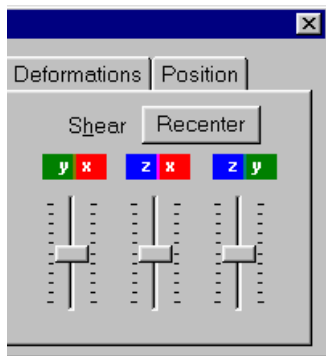 Deformations Position
Shear Recenter
y x z x z y